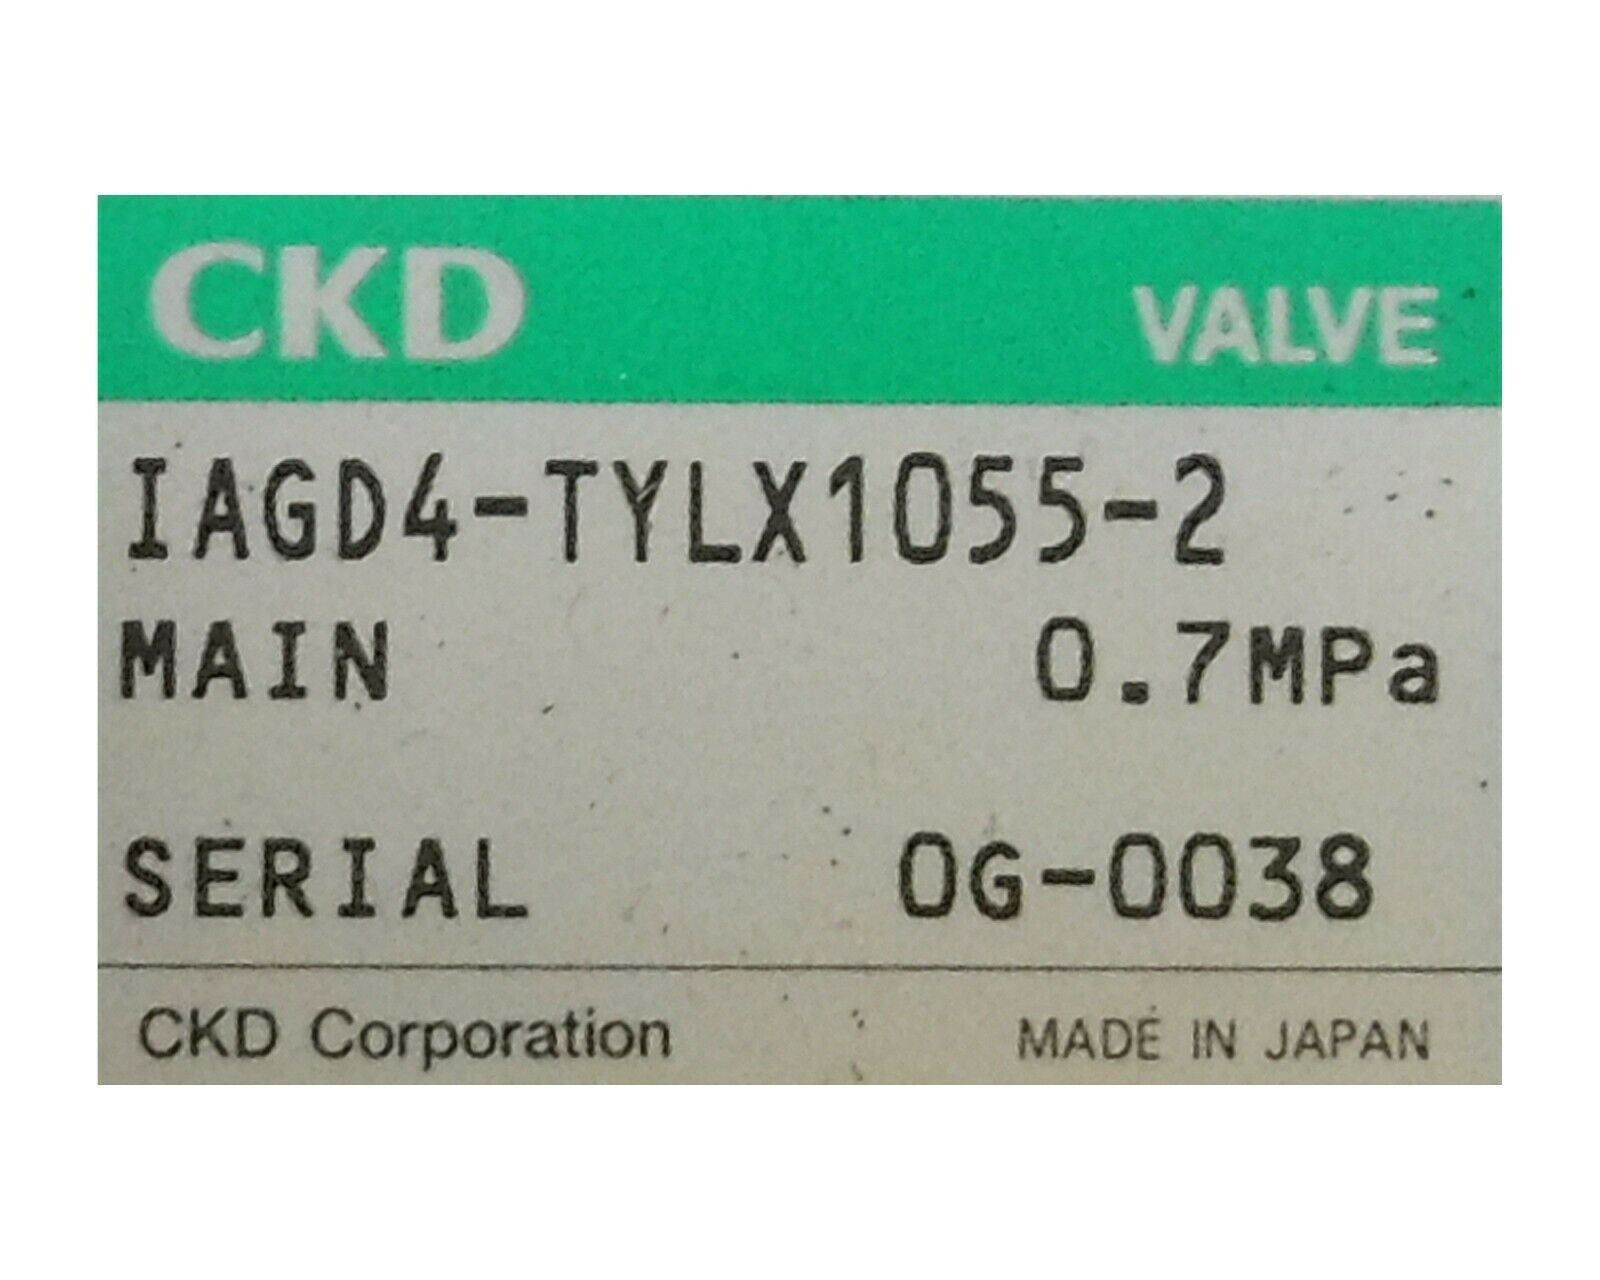 CKD VALVE
IAGD4-TYLX1055-2
MAIN 0.7MPa
SERIAL 0G-0038
CKD Corporation MADE IN JAPAN